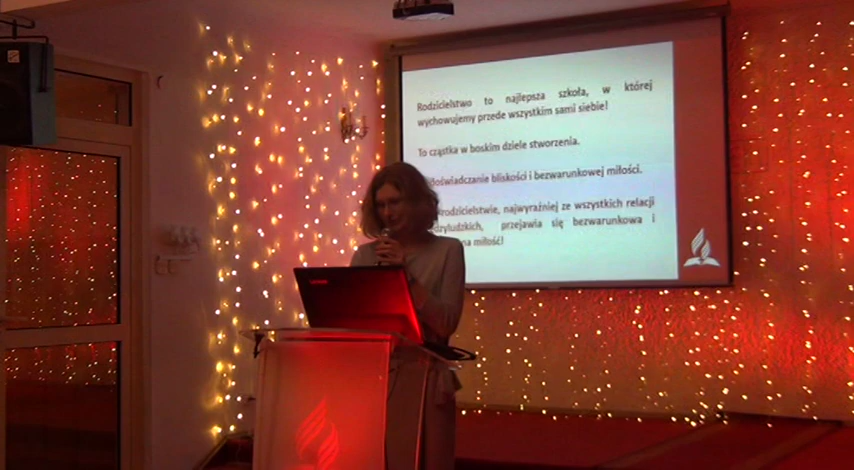 Rodzicielstwo to najlepsza szkoła, w której
wychowujemy przede wszystkim sami siebie!
To cząstka w boskim dziele stworzenia.
doświadczanie bliskości i bezwarunkowej miłości.
rodzicielstwie, najwyraźniej ze wszystkich relacji
przejawia się bezwarunkowa i
miłość!